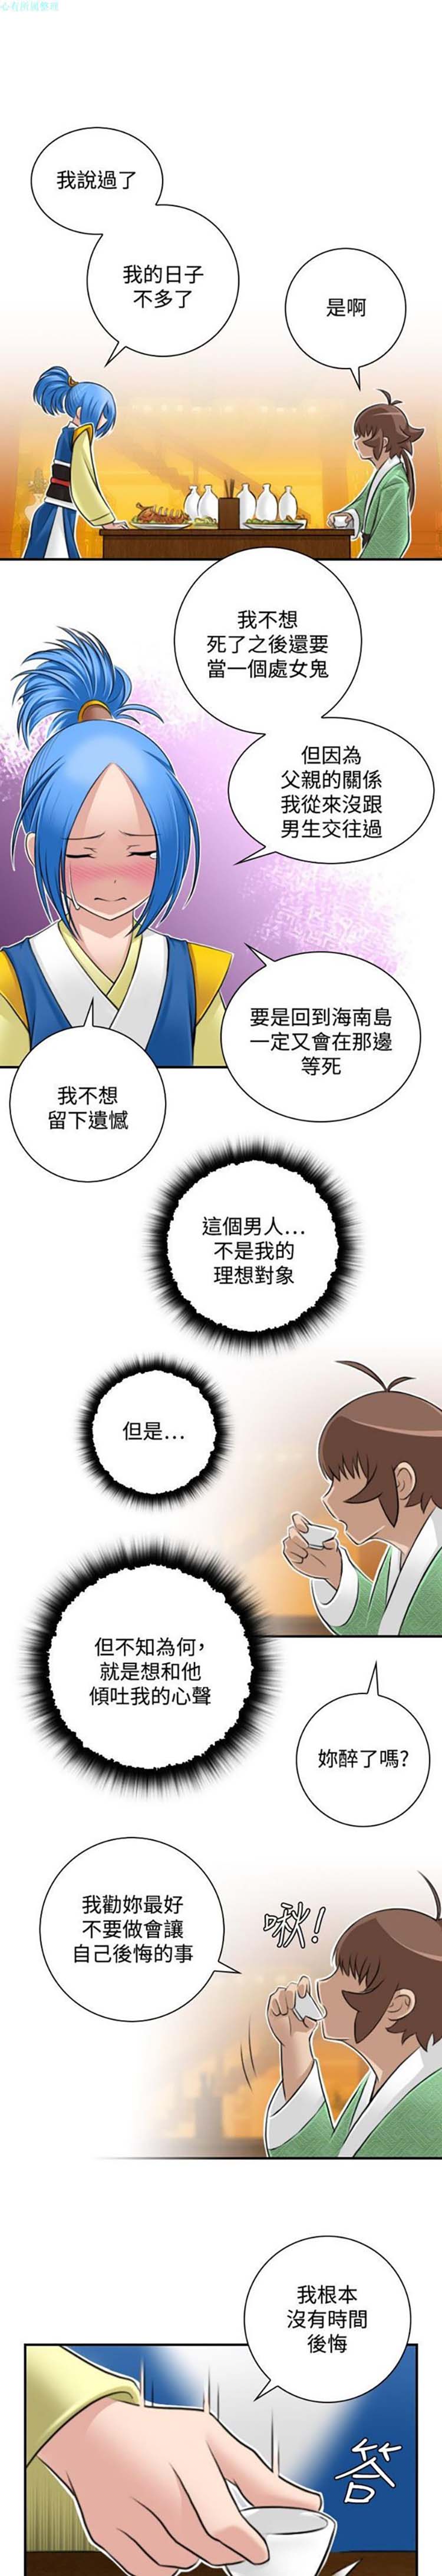 我說過了
我的日子
不多了
是啊
我不想
死了之後還要
當一個處女鬼
但因為
父親的關係
我從來沒跟
男生交往過
要是回到海南島
一定又會在那邊
等死
我不想
留下遺憾
這個男人...
不是我的
理想對象
但是...
但不知為何,
就是想和他
傾吐我的心聲
妳醉了嗎?
我勸妳最好
不要做會讓
自己後悔的事
啾!
我根本
沒有時間
後悔
答